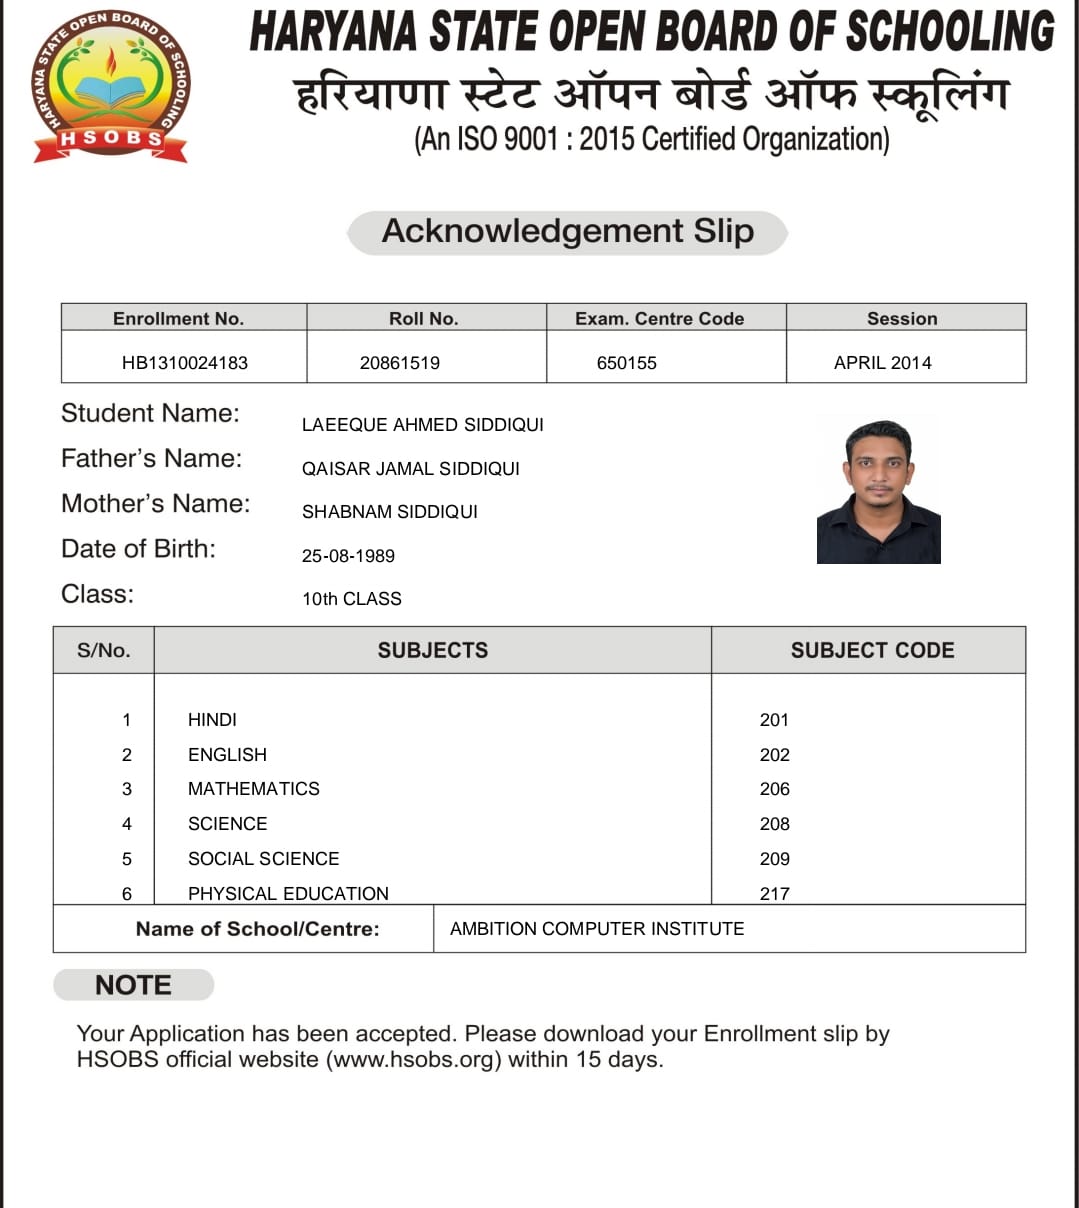 HARYANA STATE OPEN BOARD OF SCHOOLING
HARYANA STATE OPEN BOARD OF SCHOOLING
HSOBS
हरियाणा स्टेट ऑपन बोर्ड ऑफ स्कूलिंग
(An ISO 9001 : 2015 Certified Organization)
Acknowledgement Slip
Enrollment No. Roll No. Exam. Centre Code Session
HB1310024183 20861519 650155 APRIL 2014
Student Name: LAEEQUE AHMED SIDDIQUI
Father's Name: QAISAR JAMAL SIDDIQUI
Mother's Name: SHABNAM SIDDIQUI
Date of Birth: 25-08-1989
Class: 10th CLASS
S/No. SUBJECTS SUBJECT CODE
1 HINDI 201
2 ENGLISH 202
3 MATHEMATICS 206
4 SCIENCE 208
5 SOCIAL SCIENCE 209
6 PHYSICAL EDUCATION 217
Name of School/Centre: AMBITION COMPUTER INSTITUTE
NOTE
Your Application has been accepted. Please download your Enrollment slip by
HSOBS official website (www.hsobs.org) within 15 days.